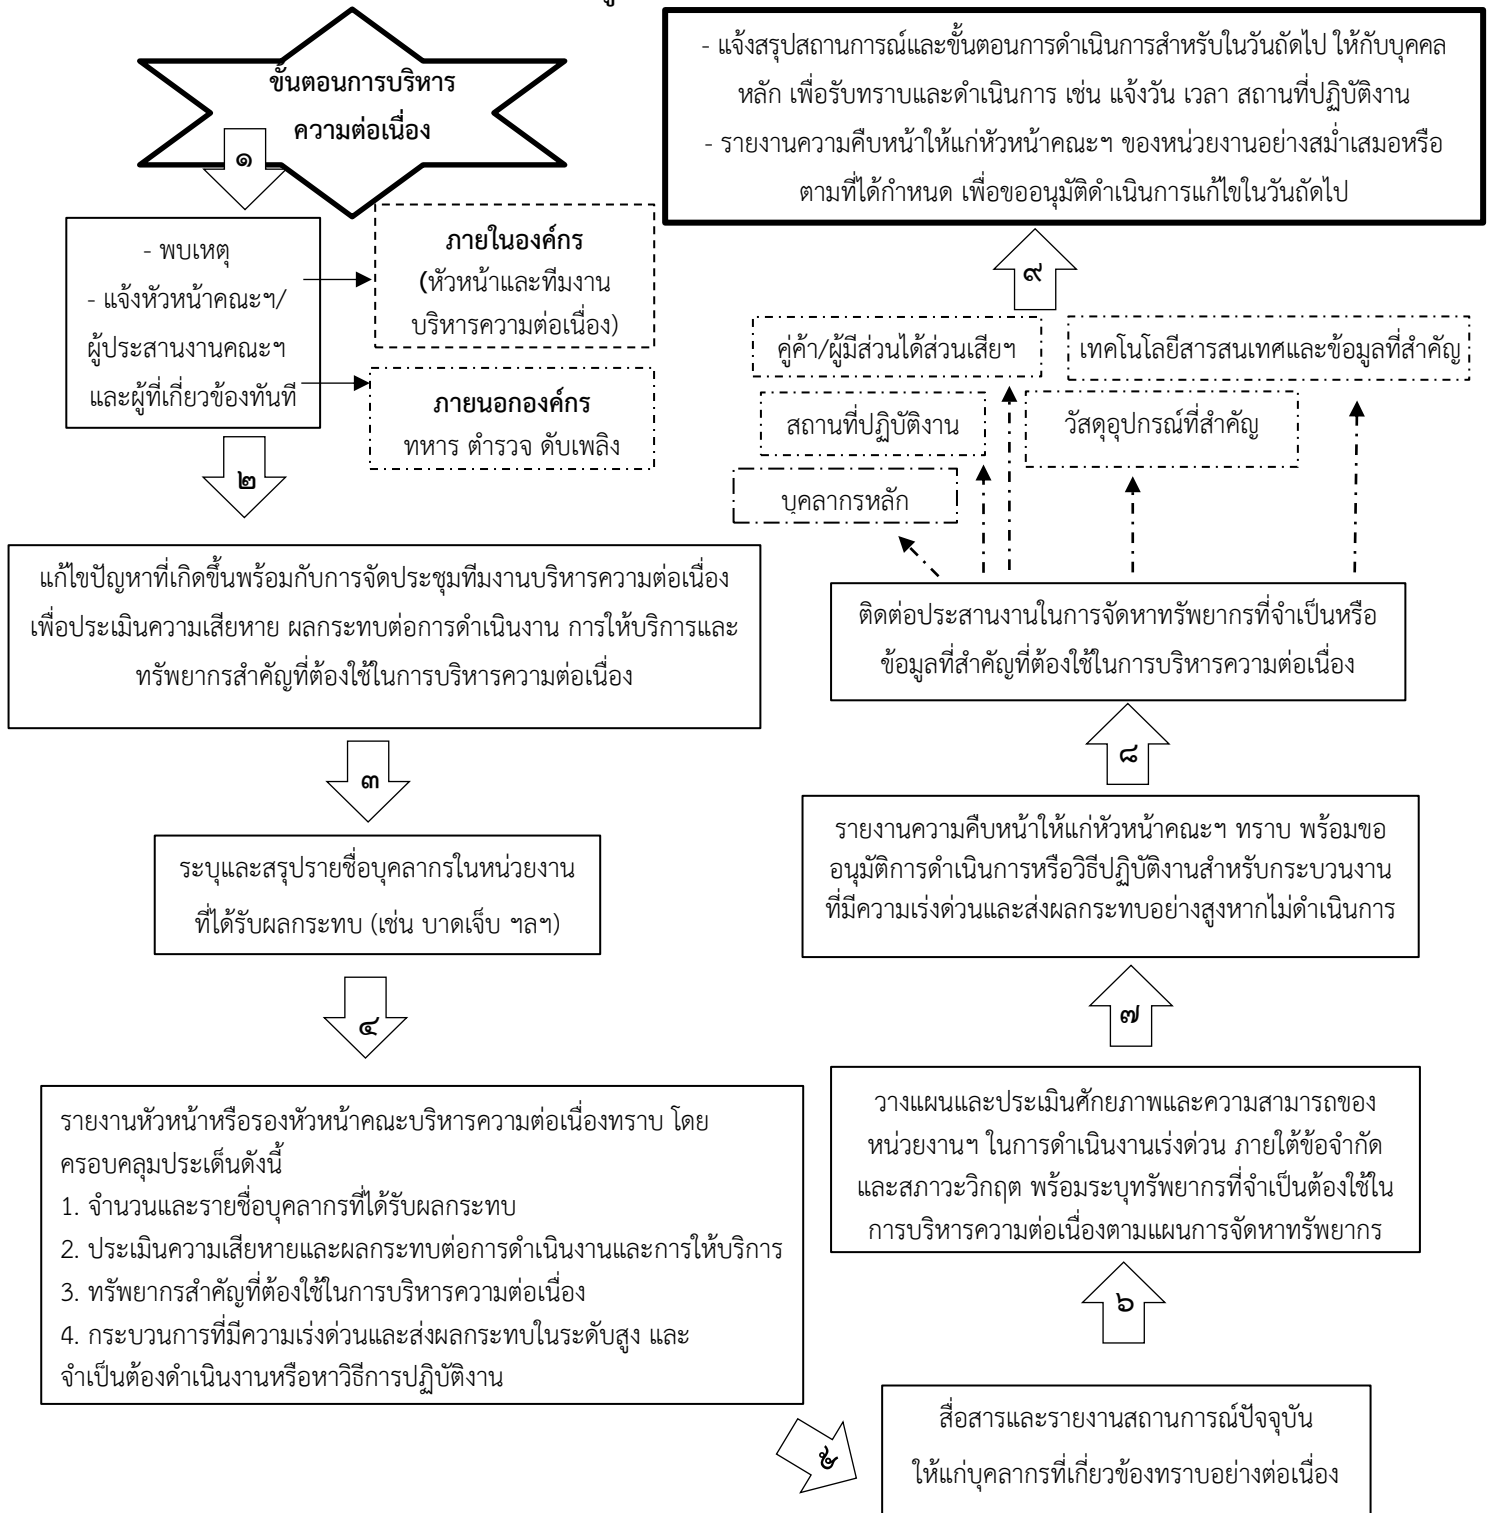 ขั้นตอนการบริหาร
ความต่อเนื่อง
๑
- พบเหตุ
- แจ้งหัวหน้าคณะฯ/
ผู้ประสานงานคณะฯ
และผู้ที่เกี่ยวข้องทันที
ภายในองค์กร
(หัวหน้าและทีมงาน
บริหารความต่อเนื่อง)
ภายนอกองค์กร
ทหาร ตำรวจ ดับเพลิง
๒
แก้ไขปัญหาที่เกิดขึ้นพร้อมกับการจัดประชุมทีมงานบริหารความต่อเนื่อง
เพื่อประเมินความเสียหาย ผลกระทบต่อการดำเนินงาน การให้บริการและ
ทรัพยากรสำคัญที่ต้องใช้ในการบริหารความต่อเนื่อง
๓
ระบุและสรุปรายชื่อบุคลากรในหน่วยงาน
ที่ได้รับผลกระทบ (เช่น บาดเจ็บ ฯลฯ)
๔
รายงานหัวหน้าหรือรองหัวหน้าคณะบริหารความต่อเนื่องทราบ โดย
ครอบคลุมประเด็นดังนี้
1. จำนวนและรายชื่อบุคลากรที่ได้รับผลกระทบ
2. ประเมินความเสียหายและผลกระทบต่อการดำเนินงานและการให้บริการ
3. ทรัพยากรสำคัญที่ต้องใช้ในการบริหารความต่อเนื่อง
4. กระบวนการที่มีความเร่งด่วนและส่งผลกระทบในระดับสูง และ
จำเป็นต้องดำเนินงานหรือหาวิธีการปฏิบัติงาน
๕
สื่อสารและรายงานสถานการณ์ปัจจุบัน
ให้แก่บุคลากรที่เกี่ยวข้องทราบอย่างต่อเนื่อง
๖
วางแผนและประเมินศักยภาพและความสามารถของ
หน่วยงานฯ ในการดำเนินงานเร่งด่วน ภายใต้ข้อจำกัด
และสภาวะวิกฤต พร้อมระบุทรัพยากรที่จำเป็นต้องใช้ใน
การบริหารความต่อเนื่องตามแผนการจัดหาทรัพยากร
๗
รายงานความคืบหน้าให้แก่หัวหน้าคณะฯ ทราบ พร้อมขอ
อนุมัติการดำเนินการหรือวิธีปฏิบัติงานสำหรับกระบวนงาน
ที่มีความเร่งด่วนและส่งผลกระทบอย่างสูงหากไม่ดำเนินการ
๘
ติดต่อประสานงานในการจัดหาทรัพยากรที่จำเป็นหรือ
ข้อมูลที่สำคัญที่ต้องใช้ในการบริหารความต่อเนื่อง
บุคลากรหลัก
สถานที่ปฏิบัติงาน
วัสดุอุปกรณ์ที่สำคัญ
คู่ค้า/ผู้มีส่วนได้ส่วนเสียฯ
เทคโนโลยีสารสนเทศและข้อมูลที่สำคัญ
๙
- แจ้งสรุปสถานการณ์และขั้นตอนการดำเนินการสำหรับในวันถัดไป ให้กับบุคคล
หลัก เพื่อรับทราบและดำเนินการ เช่น แจ้งวัน เวลา สถานที่ปฏิบัติงาน
- รายงานความคืบหน้าให้แก่หัวหน้าคณะฯ ของหน่วยงานอย่างสม่ำเสมอหรือ
ตามที่ได้กำหนด เพื่อขออนุมัติดำเนินการแก้ไขในวันถัดไป